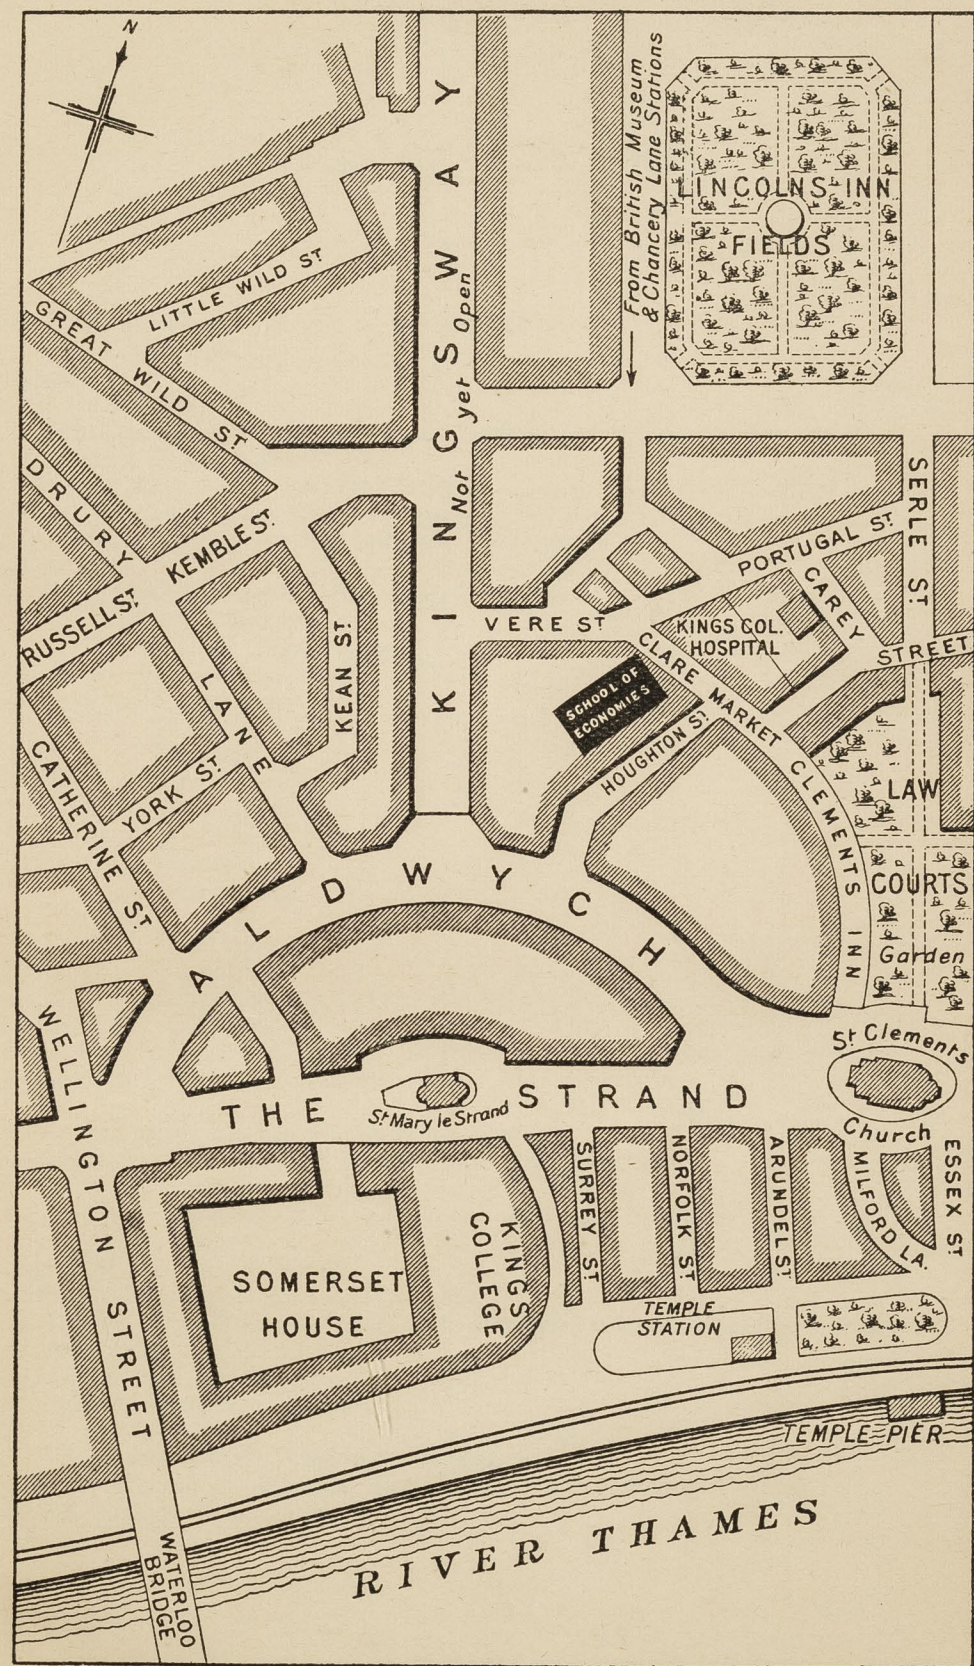 N
KINGSWAY
Not yet Open
From British Museum
& Chancery Lane Stations
LINCOLNS INN
FIELDS
LITTLE WILD ST
GREAT WILD ST
DRURY LANE
KEMBLE ST
RUSSELL ST
KEAN ST
VERE ST
PORTUGAL ST
SERLE ST
CAREY STREET
KINGS COL.
HOSPITAL
CLARE MARKET
SCHOOL OF
ECONOMIES
HOUGHTON ST
CLEMENTS INN
LAW
COURTS
Garden
CATHERINE ST
YORK ST
ALDWYCH
WELLINGTON STREET
THE STRAND
St Mary le Strand
St Clements
Church
SURREY ST
NORFOLK ST
ARUNDEL ST
MILFORD LA.
ESSEX ST
SOMERSET
HOUSE
KINGS
COLLEGE
TEMPLE
STATION
TEMPLE PIER
RIVER THAMES
WATERLOO
BRIDGE